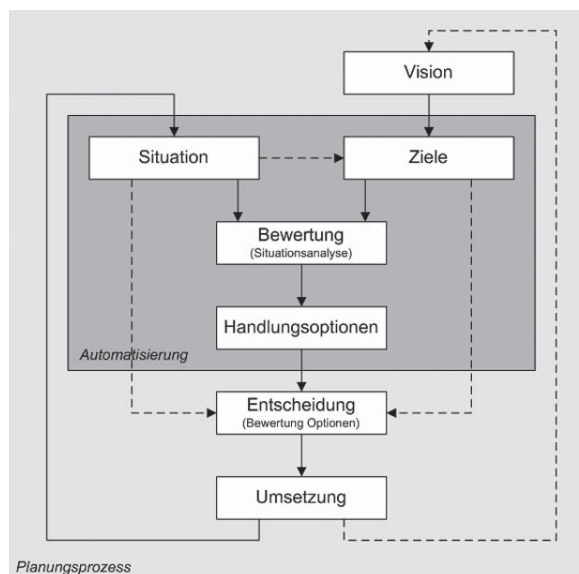 Vision
Situation
Ziele
Bewertung
(Situationsanalyse)
Handlungsoptionen
Automatisierung
Entscheidung
(Bewertung Optionen)
Umsetzung
Planungsprozess